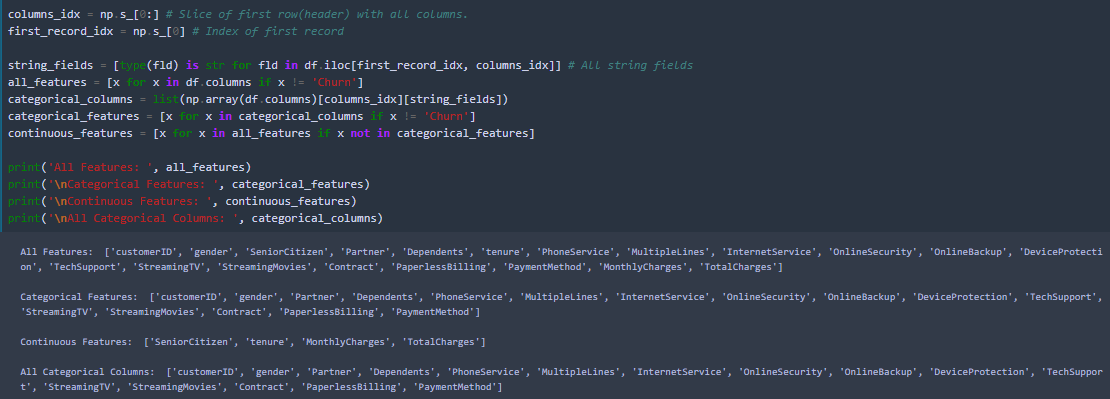 columns_idx = np.s_[0:] # Slice of first row(header) with all columns.
first_record_idx = np.s_[0] # Index of first record
string_fields = [type(fld) is str for fld in df.iloc[first_record_idx, columns_idx]] # All string fields
all_features = [x for x in df.columns if x != 'Churn']
categorical_columns = list(np.array(df.columns)[columns_idx][string_fields])
categorical_features = [x for x in categorical_columns if x != 'Churn']
continuous_features = [x for x in all_features if x not in categorical_features]
print('All Features: ', all_features)
print('\nCategorical Features: ', categorical_features)
print('\nContinuous Features: ', continuous_features)
print('\nAll Categorical Columns: ', categorical_columns)
All Features:  ['customerID', 'gender', 'SeniorCitizen', 'Partner', 'Dependents', 'tenure', 'PhoneService', 'MultipleLines', 'InternetService', 'OnlineSecurity', 'OnlineBackup', 'DeviceProtecti
on', 'TechSupport', 'StreamingTV', 'StreamingMovies', 'Contract', 'PaperlessBilling', 'PaymentMethod', 'MonthlyCharges', 'TotalCharges']
Categorical Features:  ['customerID', 'gender', 'Partner', 'Dependents', 'PhoneService', 'MultipleLines', 'InternetService', 'OnlineSecurity', 'OnlineBackup', 'DeviceProtection', 'TechSupport',
'StreamingTV', 'StreamingMovies', 'Contract', 'PaperlessBilling', 'PaymentMethod']
Continuous Features:  ['SeniorCitizen', 'tenure', 'MonthlyCharges', 'TotalCharges']
All Categorical Columns:  ['customerID', 'gender', 'Partner', 'Dependents', 'PhoneService', 'MultipleLines', 'InternetService', 'OnlineSecurity', 'OnlineBackup', 'DeviceProtection', 'TechSuppor
t', 'StreamingTV', 'StreamingMovies', 'Contract', 'PaperlessBilling', 'PaymentMethod']